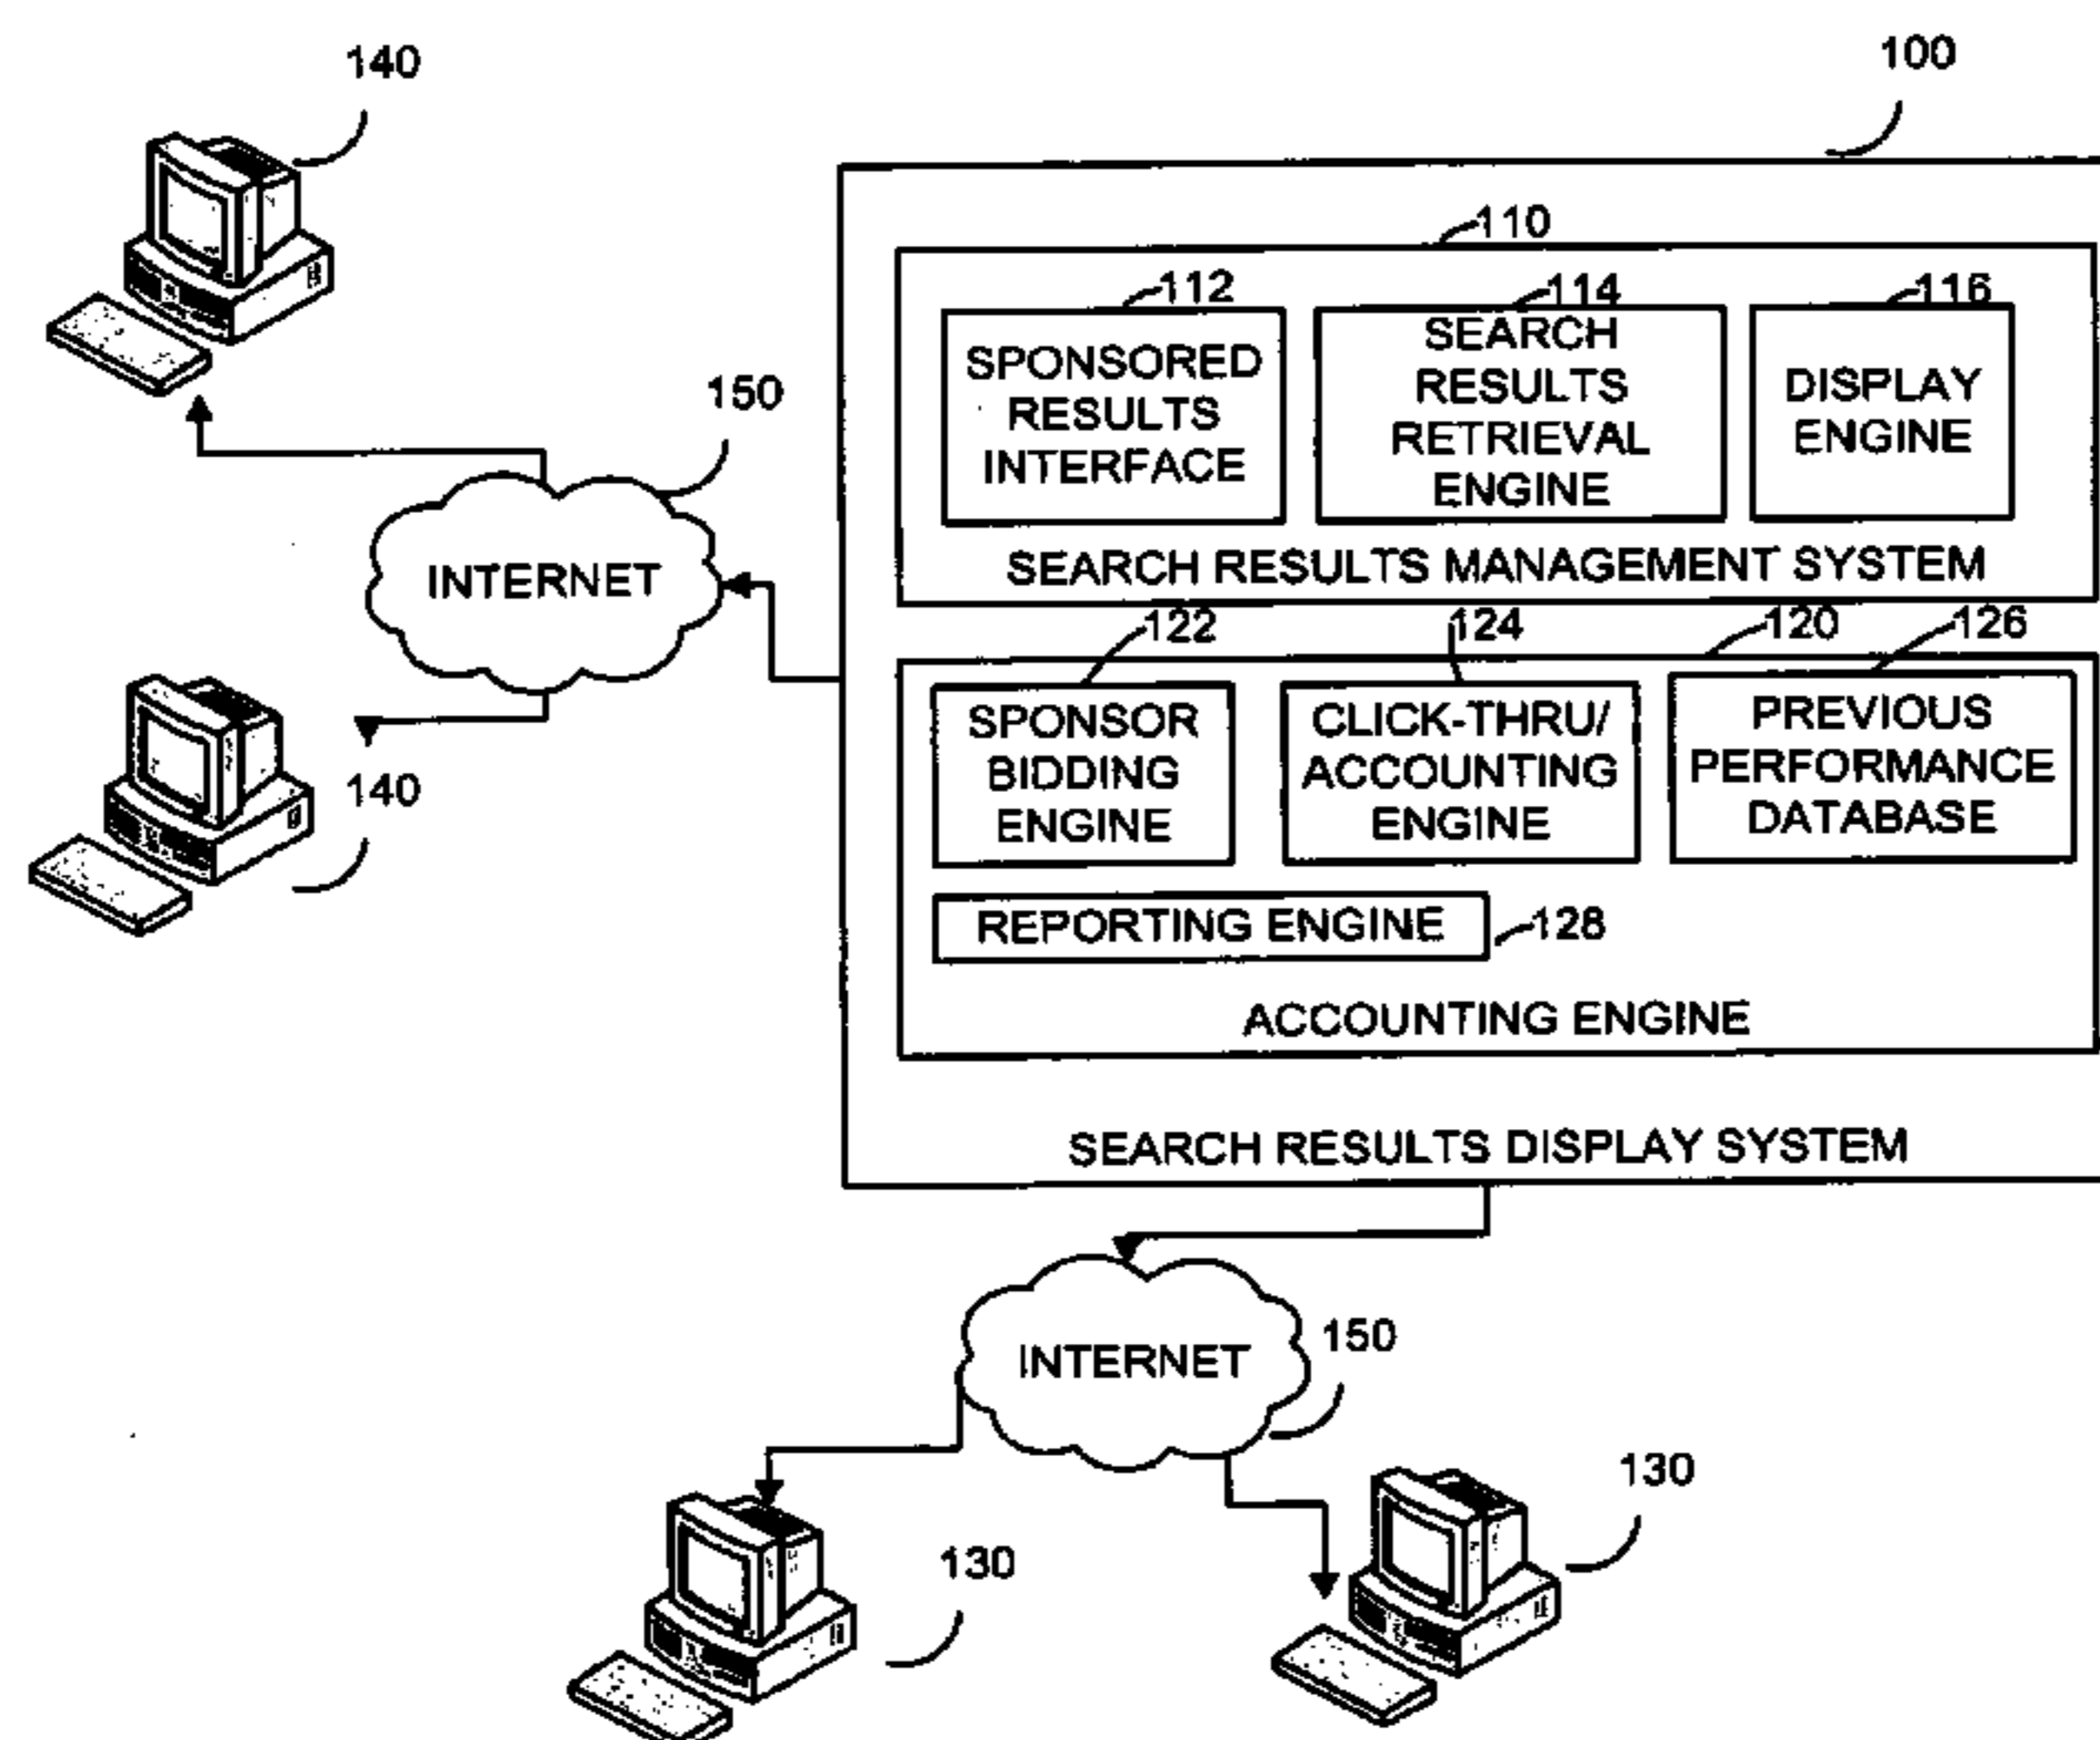 140
100
110
112
114
116
SPONSORED
RESULTS
INTERFACE
SEARCH
RESULTS
RETRIEVAL
ENGINE
DISPLAY
ENGINE
SEARCH RESULTS MANAGEMENT SYSTEM
150
INTERNET
122
124
120
126
SPONSOR
BIDDING
ENGINE
CLICK-THRU/
ACCOUNTING
ENGINE
PREVIOUS
PERFORMANCE
DATABASE
140
REPORTING ENGINE
128
ACCOUNTING ENGINE
SEARCH RESULTS DISPLAY SYSTEM
INTERNET
150
130
130